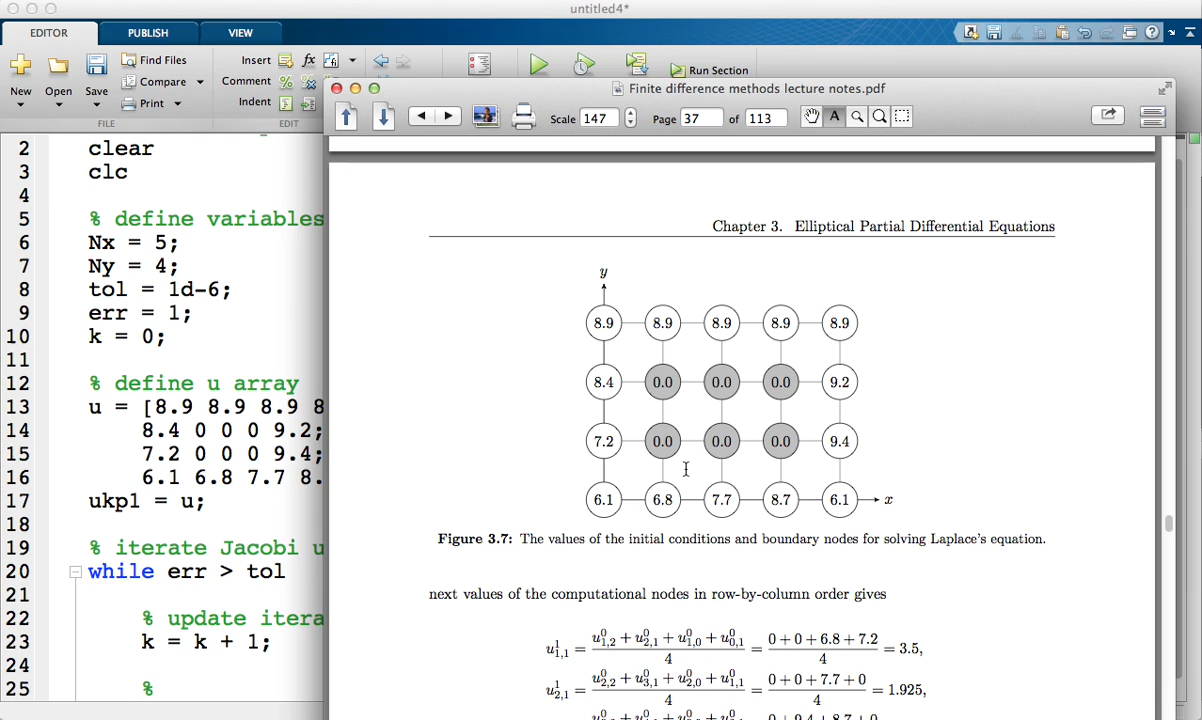 untitled4*
EDITOR PUBLISH VIEW
New Open Save
Find Files
Compare
Print
Insert fx
Comment
Indent
Run Section
FILE EDIT
Finite difference methods lecture notes.pdf
Scale 147 Page 37 of 113
2 clear
3 clc
4
5 % define variables
6 Nx = 5;
7 Ny = 4;
8 tol = 1d-6;
9 err = 1;
10 k = 0;
11
12 % define u array
13 u = [8.9 8.9 8.9 8
14 8.4 0 0 0 9.2;
15 7.2 0 0 0 9.4;
16 6.1 6.8 7.7 8.
17 ukp1 = u;
18
19 % iterate Jacobi u
20 while err > tol
21
22 % update itera
23 k = k + 1;
24
25 %
Chapter 3. Elliptical Partial Differential Equations
y
8.9 8.9 8.9 8.9 8.9
8.4 0.0 0.0 0.0 9.2
7.2 0.0 0.0 0.0 9.4
6.1 6.8 7.7 8.7 6.1 x
Figure 3.7: The values of the initial conditions and boundary nodes for solving Laplace's equation.
next values of the computational nodes in row-by-column order gives
u¹₁,₁ = (u⁰₁,₂ + u⁰₂,₁ + u⁰₁,₀ + u⁰₀,₁)/4 = (0 + 0 + 6.8 + 7.2)/4 = 3.5,
u¹₂,₁ = (u⁰₂,₂ + u⁰₃,₁ + u⁰₂,₀ + u⁰₁,₁)/4 = (0 + 0 + 7.7 + 0)/4 = 1.925,
0 + 9.4 + 8.7 + 0